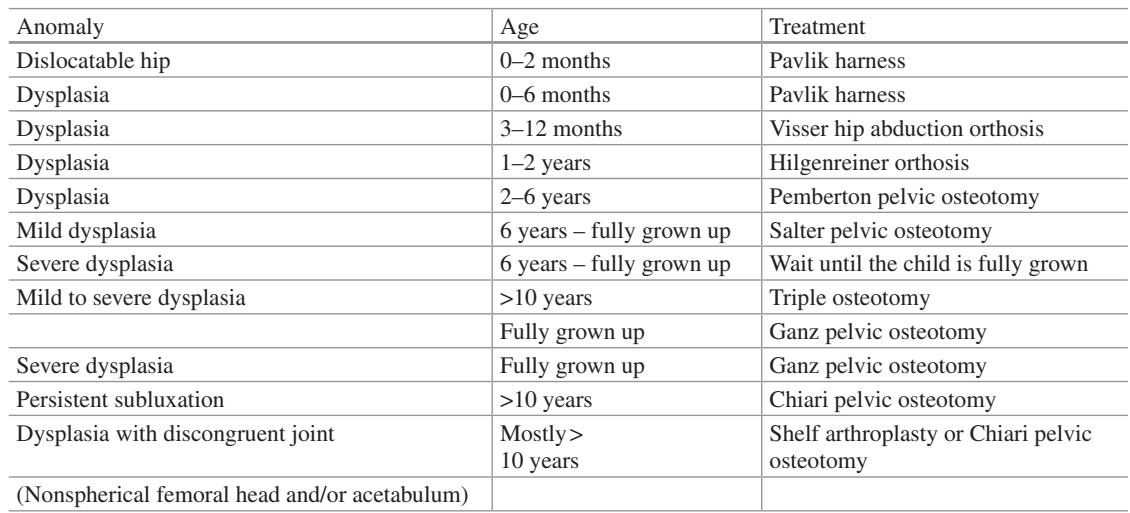 Anomaly Age Treatment
Dislocatable hip 0–2 months Pavlik harness
Dysplasia 0–6 months Pavlik harness
Dysplasia 3–12 months Visser hip abduction orthosis
Dysplasia 1–2 years Hilgenreiner orthosis
Dysplasia 2–6 years Pemberton pelvic osteotomy
Mild dysplasia 6 years – fully grown up Salter pelvic osteotomy
Severe dysplasia 6 years – fully grown up Wait until the child is fully grown
Mild to severe dysplasia >10 years Triple osteotomy
Fully grown up Ganz pelvic osteotomy
Severe dysplasia Fully grown up Ganz pelvic osteotomy
Persistent subluxation >10 years Chiari pelvic osteotomy
Dysplasia with discongruent joint Mostly> Shelf arthroplasty or Chiari pelvic
10 years osteotomy
(Nonspherical femoral head and/or acetabulum)